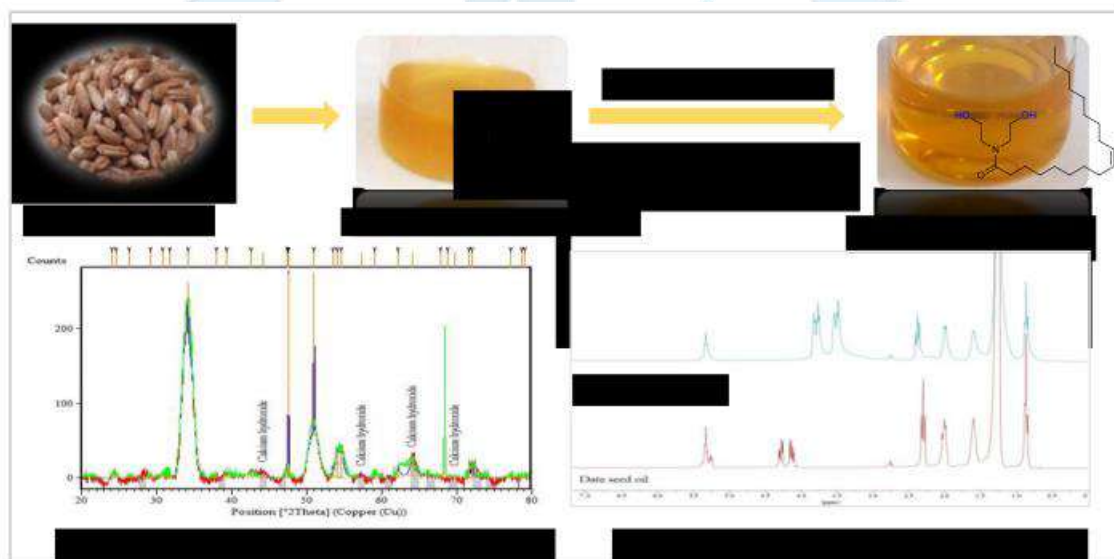 HO
OH
N
O
Counts
200
100
0
Calcium hydroxide
Calcium hydroxide
Calcium hydroxide
Calcium hydroxide
20 30 40 50 60 70 80
Position [°2Theta] (Copper (Cu))
Date seed oil